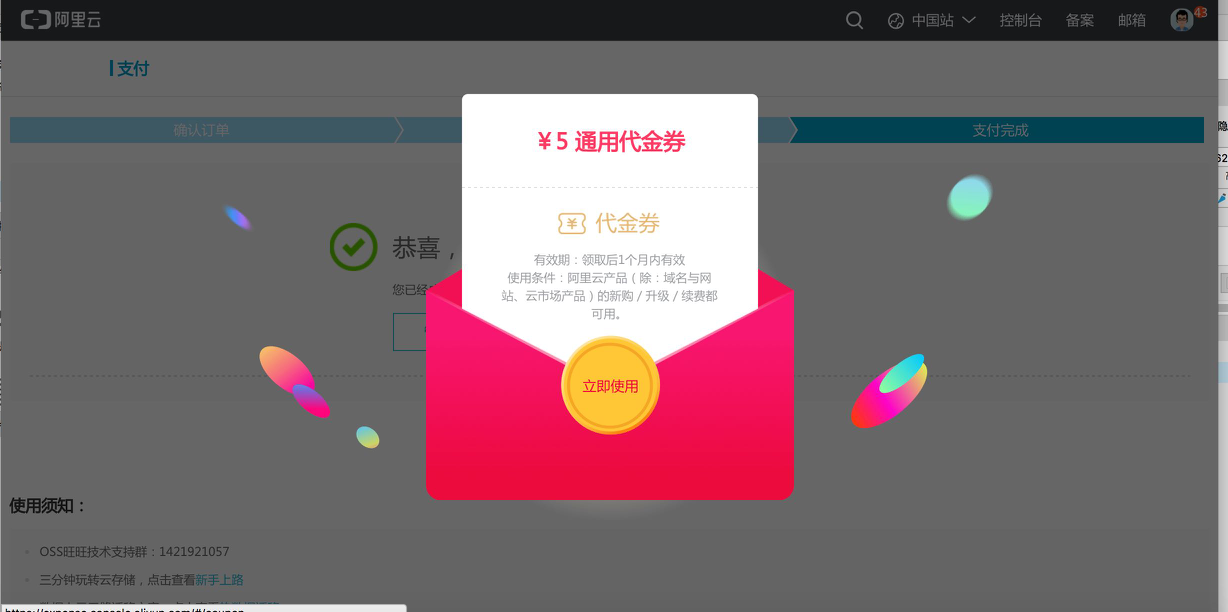 阿里云
中国站
控制台
备案
邮箱
43
支付
确认订单
支付完成
¥ 5 通用代金券
代金券
有效期：领取后1个月内有效
使用条件：阿里云产品（除：域名与网
站、云市场产品）的新购 / 升级 / 续费都
可用。
恭喜，
您已经
立即使用
使用须知：
OSS旺旺技术支持群：1421921057
三分钟玩转云存储，点击查看新手上路
隐
62